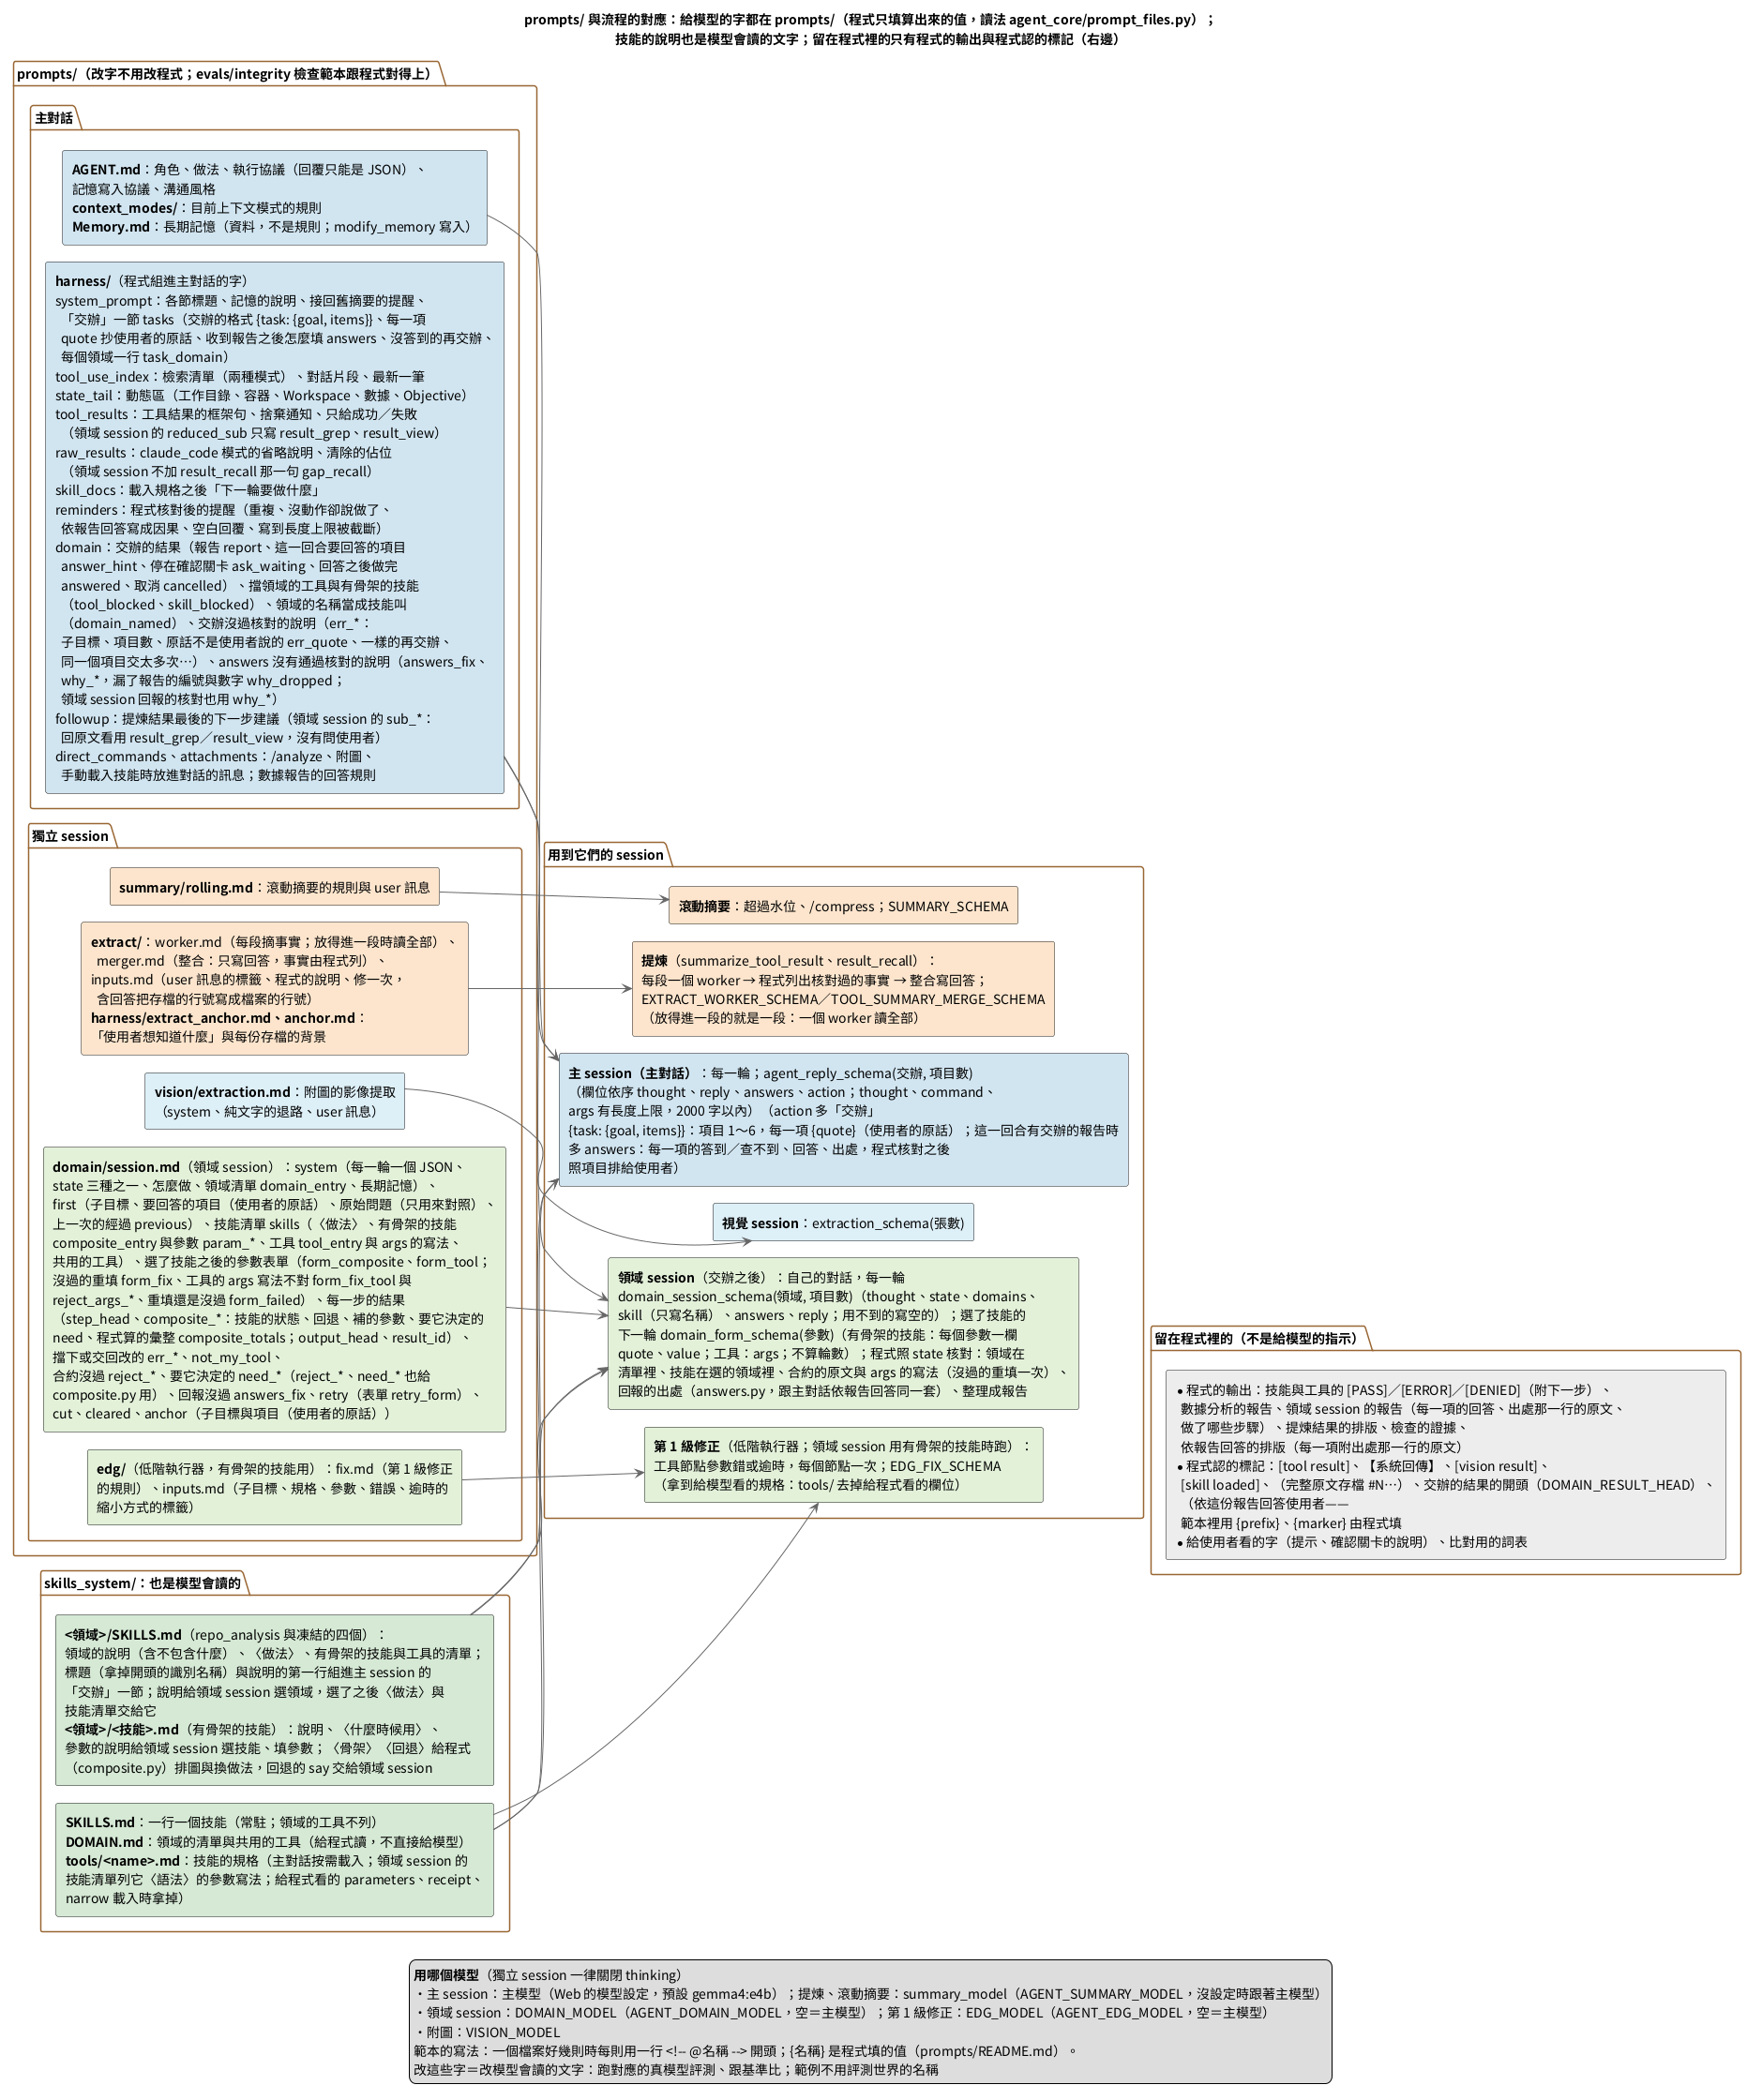 prompts/ 與流程的對應：給模型的字都在 prompts/（程式只填算出來的值，讀法 agent_core/prompt_files.py）；
技能的說明也是模型會讀的文字；留在程式裡的只有程式的輸出與程式認的標記（右邊）
prompts/（改字不用改程式；evals/integrity 檢查範本跟程式對得上）
主對話
AGENT.md：角色、做法、執行協議（回覆只能是 JSON）、
記憶寫入協議、溝通風格
context_modes/：目前上下文模式的規則
Memory.md：長期記憶（資料，不是規則；modify_memory 寫入）
harness/（程式組進主對話的字）
system_prompt：各節標題、記憶的說明、接回舊摘要的提醒、
「交辦」一節 tasks（交辦的格式 {task: {goal, items}}、每一項
quote 抄使用者的原話、收到報告之後怎麼填 answers、沒答到的再交辦、
每個領域一行 task_domain）
tool_use_index：檢索清單（兩種模式）、對話片段、最新一筆
state_tail：動態區（工作目錄、容器、Workspace、數據、Objective）
tool_results：工具結果的框架句、捨棄通知、只給成功／失敗
（領域 session 的 reduced_sub 只寫 result_grep、result_view）
raw_results：claude_code 模式的省略說明、清除的佔位
（領域 session 不加 result_recall 那一句 gap_recall）
skill_docs：載入規格之後「下一輪要做什麼」
reminders：程式核對後的提醒（重複、沒動作卻說做了、
依報告回答寫成因果、空白回覆、寫到長度上限被截斷）
domain：交辦的結果（報告 report、這一回合要回答的項目
answer_hint、停在確認關卡 ask_waiting、回答之後做完
answered、取消 cancelled）、擋領域的工具與有骨架的技能
（tool_blocked、skill_blocked）、領域的名稱當成技能叫
（domain_named）、交辦沒過核對的說明（err_*：
子目標、項目數、原話不是使用者說的 err_quote、一樣的再交辦、
同一個項目交太多次…）、answers 沒有通過核對的說明（answers_fix、
why_*，漏了報告的編號與數字 why_dropped；
領域 session 回報的核對也用 why_*）
followup：提煉結果最後的下一步建議（領域 session 的 sub_*：
回原文看用 result_grep／result_view，沒有問使用者）
direct_commands、attachments：/analyze、附圖、
手動載入技能時放進對話的訊息；數據報告的回答規則
獨立 session
summary/rolling.md：滾動摘要的規則與 user 訊息
extract/：worker.md（每段摘事實；放得進一段時讀全部）、
merger.md（整合：只寫回答，事實由程式列）、
inputs.md（user 訊息的標籤、程式的說明、修一次，
含回答把存檔的行號寫成檔案的行號）
harness/extract_anchor.md、anchor.md：
「使用者想知道什麼」與每份存檔的背景
vision/extraction.md：附圖的影像提取
（system、純文字的退路、user 訊息）
domain/session.md（領域 session）：system（每一輪一個 JSON、
state 三種之一、怎麼做、領域清單 domain_entry、長期記憶）、
first（子目標、要回答的項目（使用者的原話）、原始問題（只用來對照）、
上一次的經過 previous）、技能清單 skills（〈做法〉、有骨架的技能
composite_entry 與參數 param_*、工具 tool_entry 與 args 的寫法、
共用的工具）、選了技能之後的參數表單（form_composite、form_tool；
沒過的重填 form_fix、工具的 args 寫法不對 form_fix_tool 與
reject_args_*、重填還是沒過 form_failed）、每一步的結果
（step_head、composite_*：技能的狀態、回退、補的參數、要它決定的
need、程式算的彙整 composite_totals；output_head、result_id）、
擋下或交回改的 err_*、not_my_tool、
合約沒過 reject_*、要它決定的 need_*（reject_*、need_* 也給
composite.py 用）、回報沒過 answers_fix、retry（表單 retry_form）、
cut、cleared、anchor（子目標與項目（使用者的原話））
edg/（低階執行器，有骨架的技能用）：fix.md（第 1 級修正
的規則）、inputs.md（子目標、規格、參數、錯誤、逾時的
縮小方式的標籤）
用到它們的 session
滾動摘要：超過水位、/compress；SUMMARY_SCHEMA
提煉（summarize_tool_result、result_recall）：
每段一個 worker → 程式列出核對過的事實 → 整合寫回答；
EXTRACT_WORKER_SCHEMA／TOOL_SUMMARY_MERGE_SCHEMA
（放得進一段的就是一段：一個 worker 讀全部）
主 session（主對話）：每一輪；agent_reply_schema(交辦, 項目數)
（欄位依序 thought、reply、answers、action；thought、command、
args 有長度上限，2000 字以內）（action 多「交辦」
{task: {goal, items}}：項目 1～6，每一項 {quote}（使用者的原話）；這一回合有交辦的報告時
多 answers：每一項的答到／查不到、回答、出處，程式核對之後
照項目排給使用者）
視覺 session：extraction_schema(張數)
領域 session（交辦之後）：自己的對話，每一輪
domain_session_schema(領域, 項目數)（thought、state、domains、
skill（只寫名稱）、answers、reply；用不到的寫空的）；選了技能的
下一輪 domain_form_schema(參數)（有骨架的技能：每個參數一欄
quote、value；工具：args；不算輪數）；程式照 state 核對：領域在
清單裡、技能在選的領域裡、合約的原文與 args 的寫法（沒過的重填一次）、
回報的出處（answers.py，跟主對話依報告回答同一套）、整理成報告
第 1 級修正（低階執行器；領域 session 用有骨架的技能時跑）：
工具節點參數錯或逾時，每個節點一次；EDG_FIX_SCHEMA
（拿到給模型看的規格：tools/ 去掉給程式看的欄位）
留在程式裡的（不是給模型的指示）
● 程式的輸出：技能與工具的 [PASS]／[ERROR]／[DENIED]（附下一步）、
數據分析的報告、領域 session 的報告（每一項的回答、出處那一行的原文、
做了哪些步驟）、提煉結果的排版、檢查的證據、
依報告回答的排版（每一項附出處那一行的原文）
● 程式認的標記：[tool result]、【系統回傳】、[vision result]、
[skill loaded]、（完整原文存檔 #N…）、交辦的結果的開頭（DOMAIN_RESULT_HEAD）、
（依這份報告回答使用者——
範本裡用 {prefix}、{marker} 由程式填
● 給使用者看的字（提示、確認關卡的說明）、比對用的詞表
skills_system/：也是模型會讀的
<領域>/SKILLS.md（repo_analysis 與凍結的四個）：
領域的說明（含不包含什麼）、〈做法〉、有骨架的技能與工具的清單；
標題（拿掉開頭的識別名稱）與說明的第一行組進主 session 的
「交辦」一節；說明給領域 session 選領域，選了之後〈做法〉與
技能清單交給它
<領域>/<技能>.md（有骨架的技能）：說明、〈什麼時候用〉、
參數的說明給領域 session 選技能、填參數；〈骨架〉〈回退〉給程式
（composite.py）排圖與換做法，回退的 say 交給領域 session
SKILLS.md：一行一個技能（常駐；領域的工具不列）
DOMAIN.md：領域的清單與共用的工具（給程式讀，不直接給模型）
tools/<name>.md：技能的規格（主對話按需載入；領域 session 的
技能清單列它〈語法〉的參數寫法；給程式看的 parameters、receipt、
narrow 載入時拿掉）
用哪個模型（獨立 session 一律關閉 thinking）
・主 session：主模型（Web 的模型設定，預設 gemma4:e4b）；提煉、滾動摘要：summary_model（AGENT_SUMMARY_MODEL，沒設定時跟著主模型）
・領域 session：DOMAIN_MODEL（AGENT_DOMAIN_MODEL，空＝主模型）；第 1 級修正：EDG_MODEL（AGENT_EDG_MODEL，空＝主模型）
・附圖：VISION_MODEL
範本的寫法：一個檔案好幾則時每則用一行 <!-- @名稱 --> 開頭；{名稱} 是程式填的值（prompts/README.md）。
改這些字＝改模型會讀的文字：跑對應的真模型評測、跟基準比；範例不用評測世界的名稱